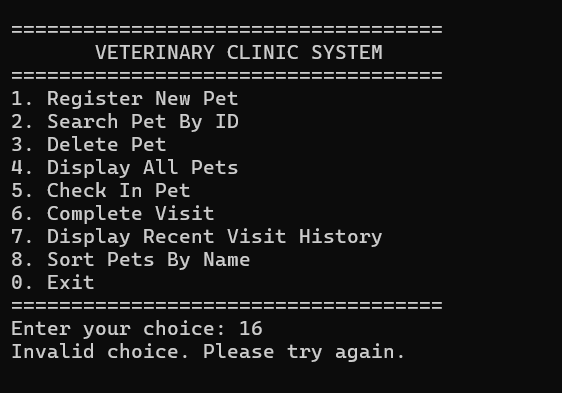 ====================================
       VETERINARY CLINIC SYSTEM
====================================
1. Register New Pet
2. Search Pet By ID
3. Delete Pet
4. Display All Pets
5. Check In Pet
6. Complete Visit
7. Display Recent Visit History
8. Sort Pets By Name
0. Exit
====================================
Enter your choice: 16
Invalid choice. Please try again.